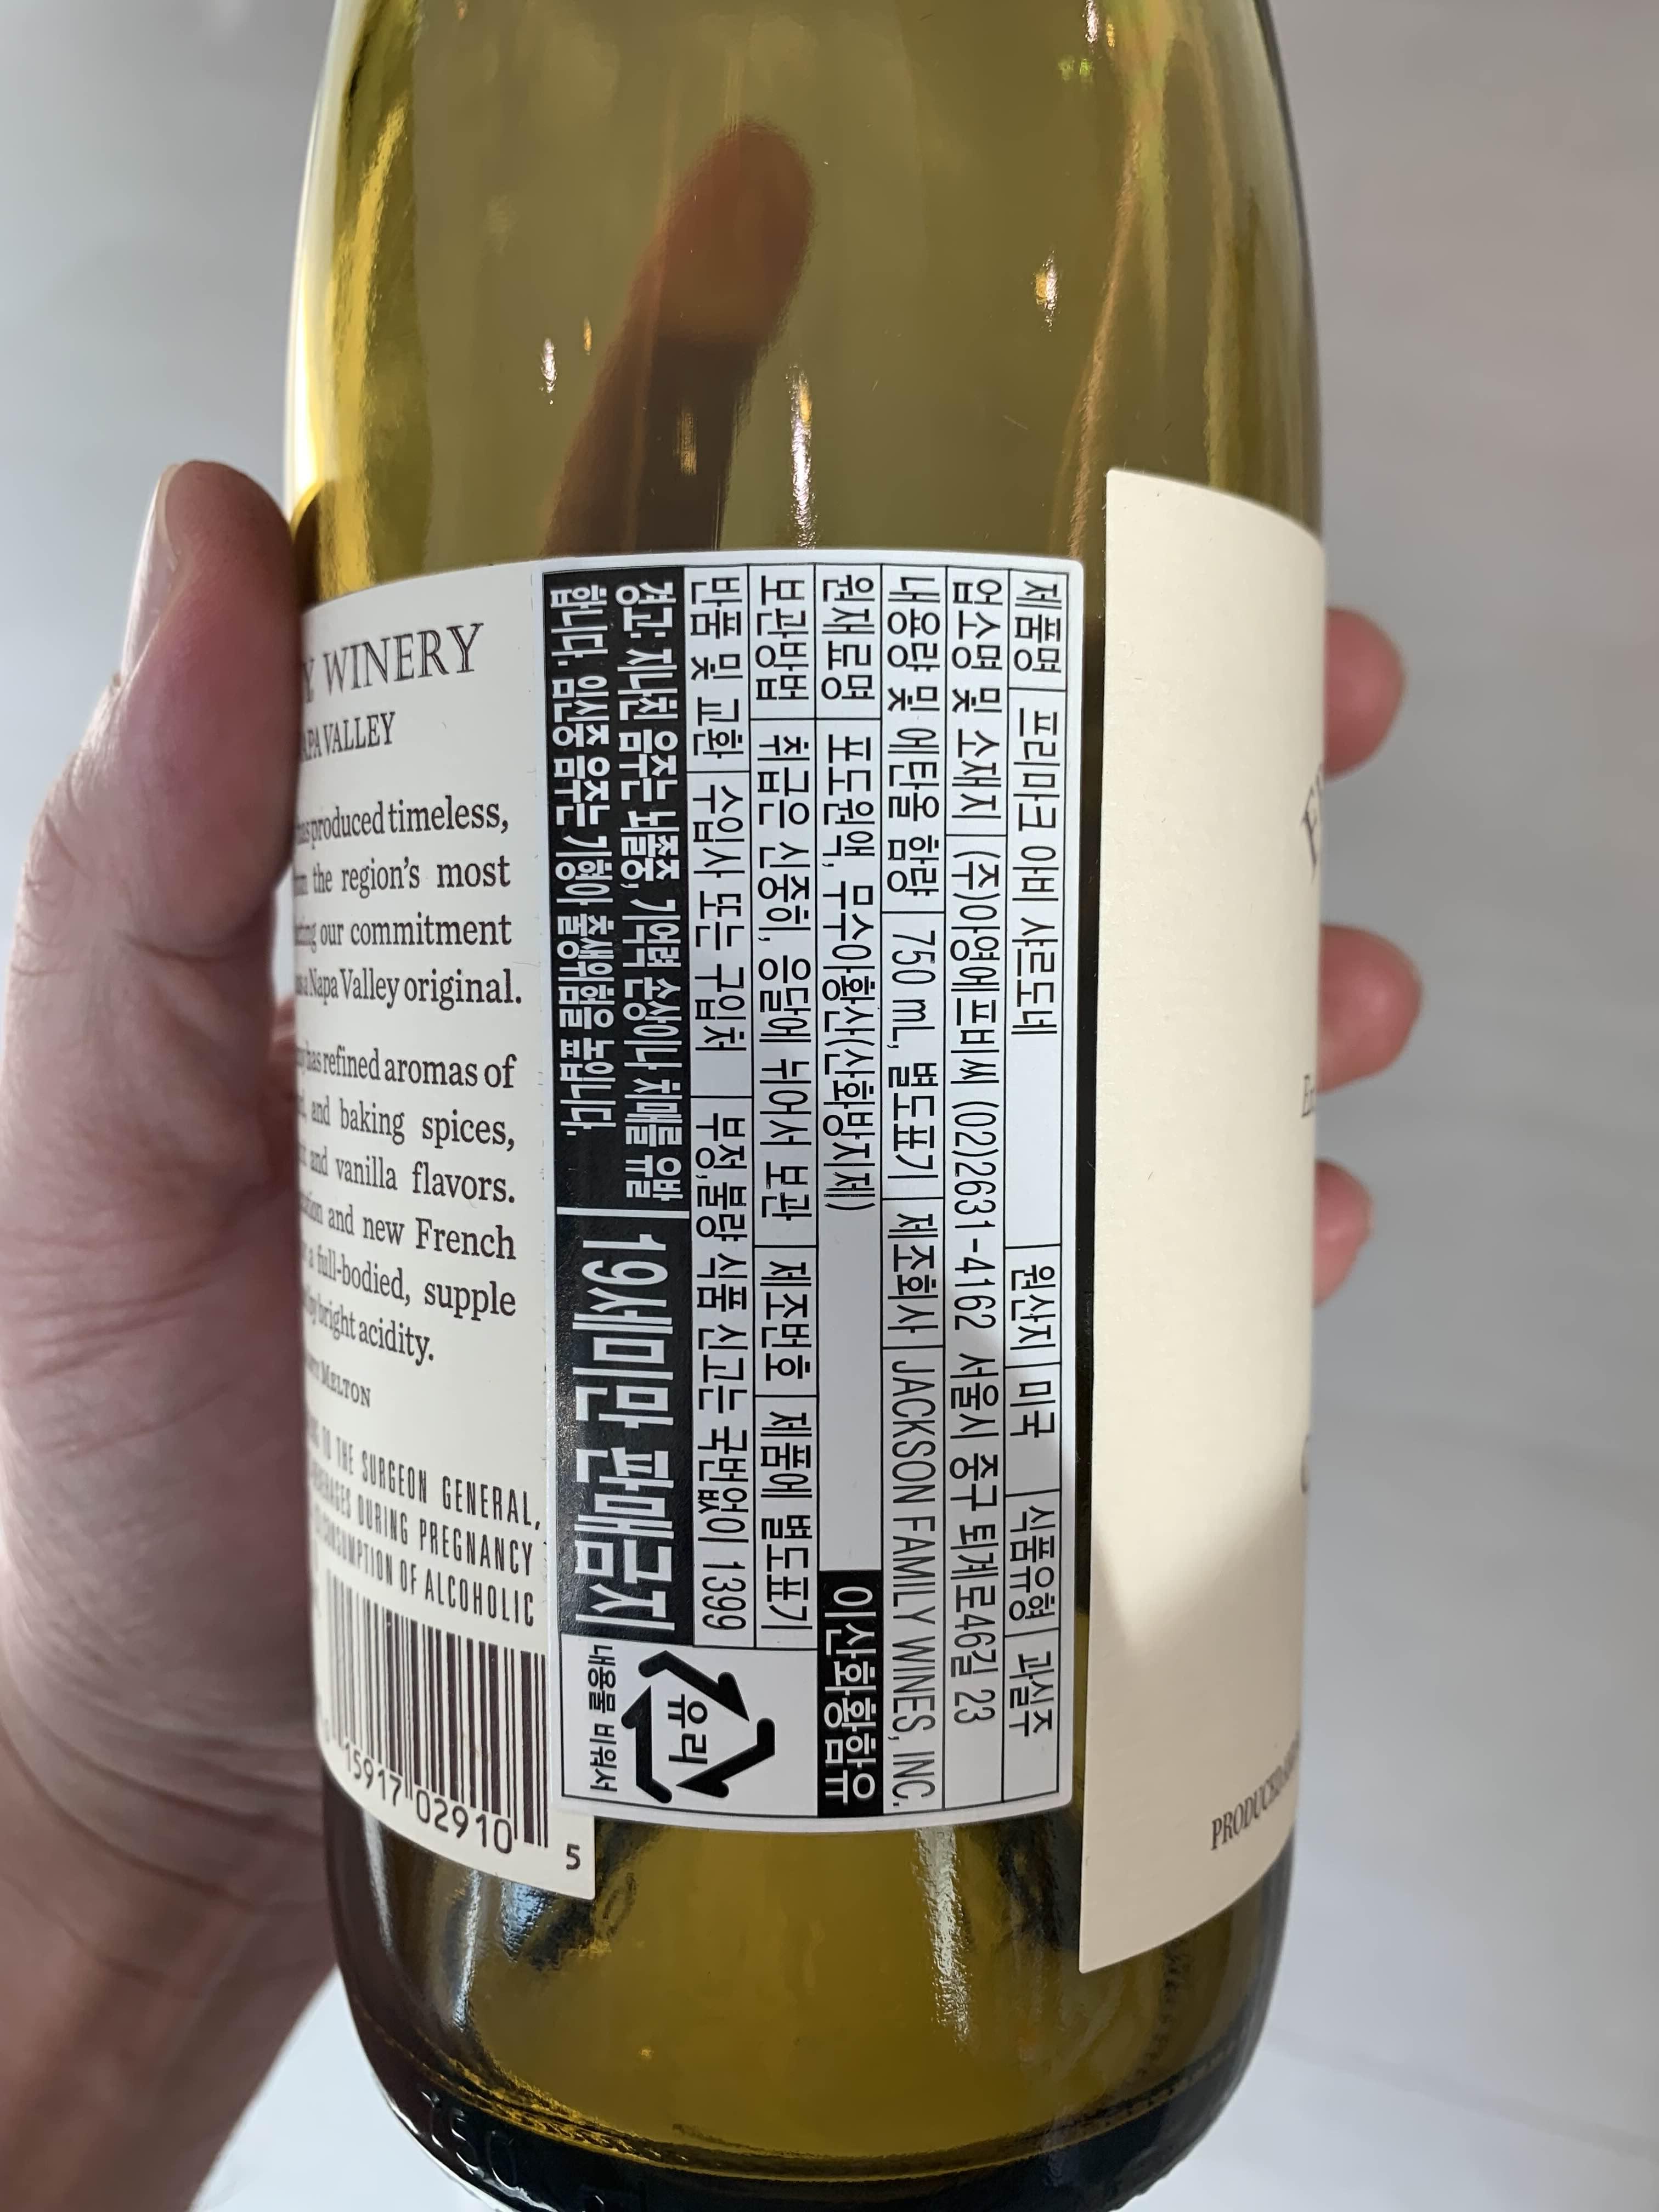 Y WINERY
APA VALLEY
produced timeless,
the region's most
our commitment
Napa Valley original.
has refined aromas of
and baking spices,
and vanilla flavors.
and new French
a full-bodied, supple
bright acidity.
MELTON
TO THE SURGEON GENERAL,
DURING PREGNANCY
CONSUMPTION OF ALCOHOLIC
15917 02910 5
제품명 프리마크 아비 샤르도네 원산지 미국 식품유형 과실주
업소명 및 소재지 (주)아영에프비씨 (02)2631-4162 서울시 중구 퇴계로46길 23
내용량 및 에탄올 함량 750 mL, 별도표기 제조회사 JACKSON FAMILY WINES, INC.
원재료명 포도원액, 무수아황산(산화방지제) 이산화황함유
보관방법 취급은 신중히, 응달에 뉘어서 보관 제조번호 제품에 별도표기
반품 및 교환 수입사 또는 구입처 부정,불량 식품 신고는 국번없이 1399
경고: 지나친 음주는 뇌졸중, 기억력 손상이나 치매를 유발
합니다. 임신중 음주는 기형아 출생위험을 높입니다.
19세미만 판매금지
유리
내용물 비워서
PRODUCED